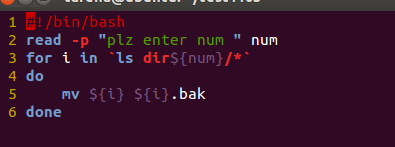 1 #!/bin/bash
2 read -p "plz enter num " num
3 for i in `ls dir${num}/*`
4 do
5     mv ${i} ${i}.bak
6 done